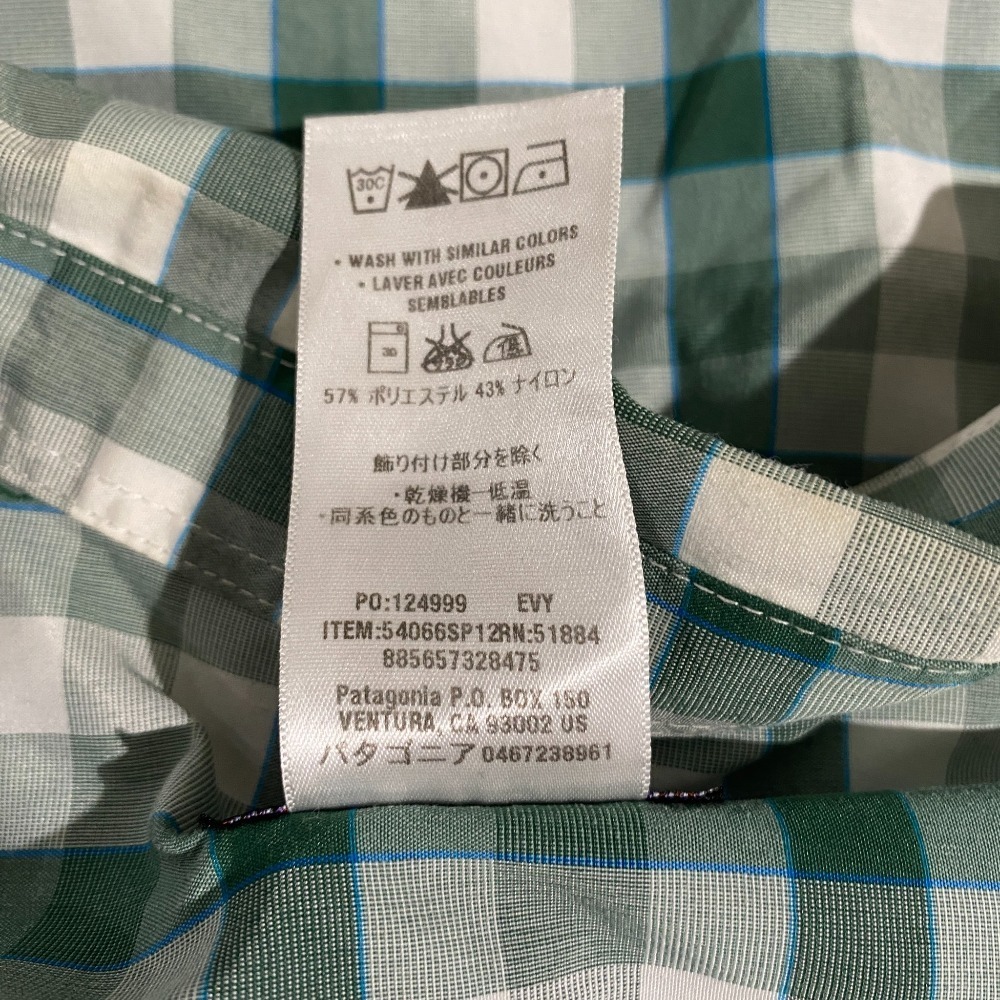 30C
• WASH WITH SIMILAR COLORS
• LAVER AVEC COULEURS
SEMBLABLES
30 低
57% ポリエステル 43% ナイロン
飾り付け部分を除く
・乾燥機一低温
・同系色のものと一緒に洗うこと
PO:124999 EVY
ITEM:54066SP12RN:51884
885657328475
Patagonia P.O. BOX 150
VENTURA, CA 93002 US
パタゴニア 0467238961